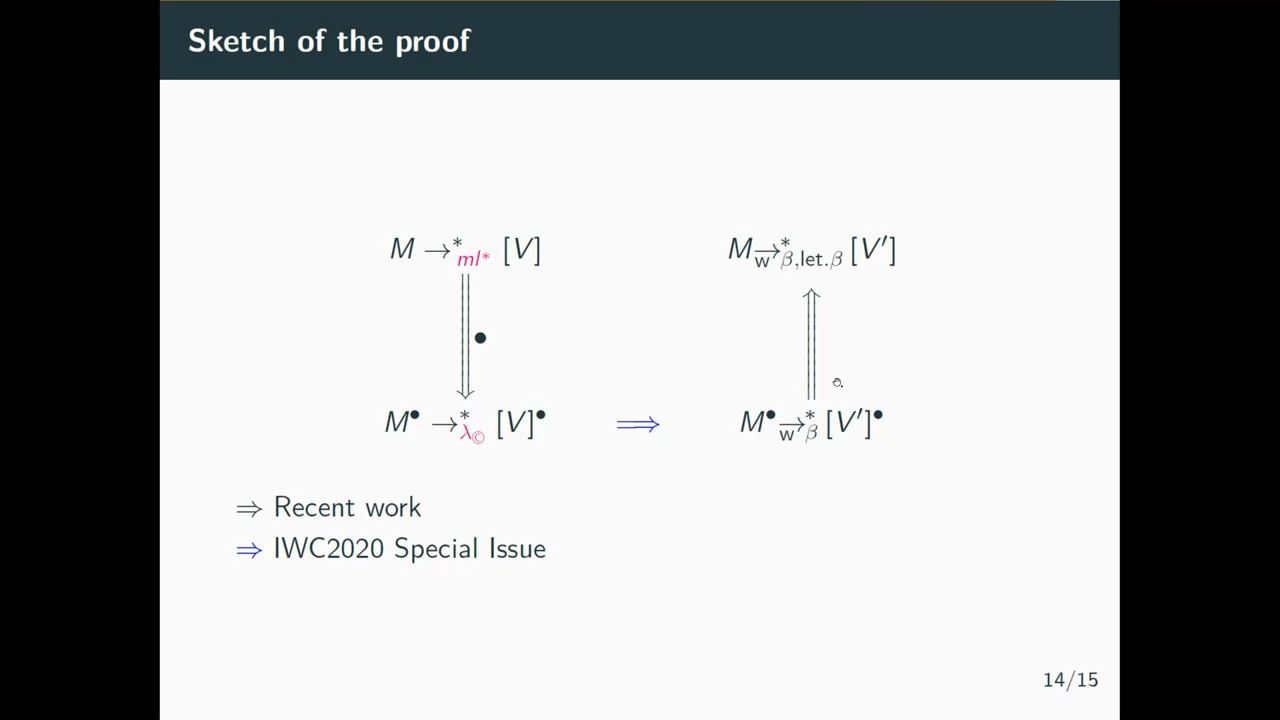 Sketch of the proof
M →*ml* [V]
M w→*β,let.β [V′]
●
M● →*λ© [V]● ⟹ M● w→*β [V′]●
⇒ Recent work
⇒ IWC2020 Special Issue
14/15